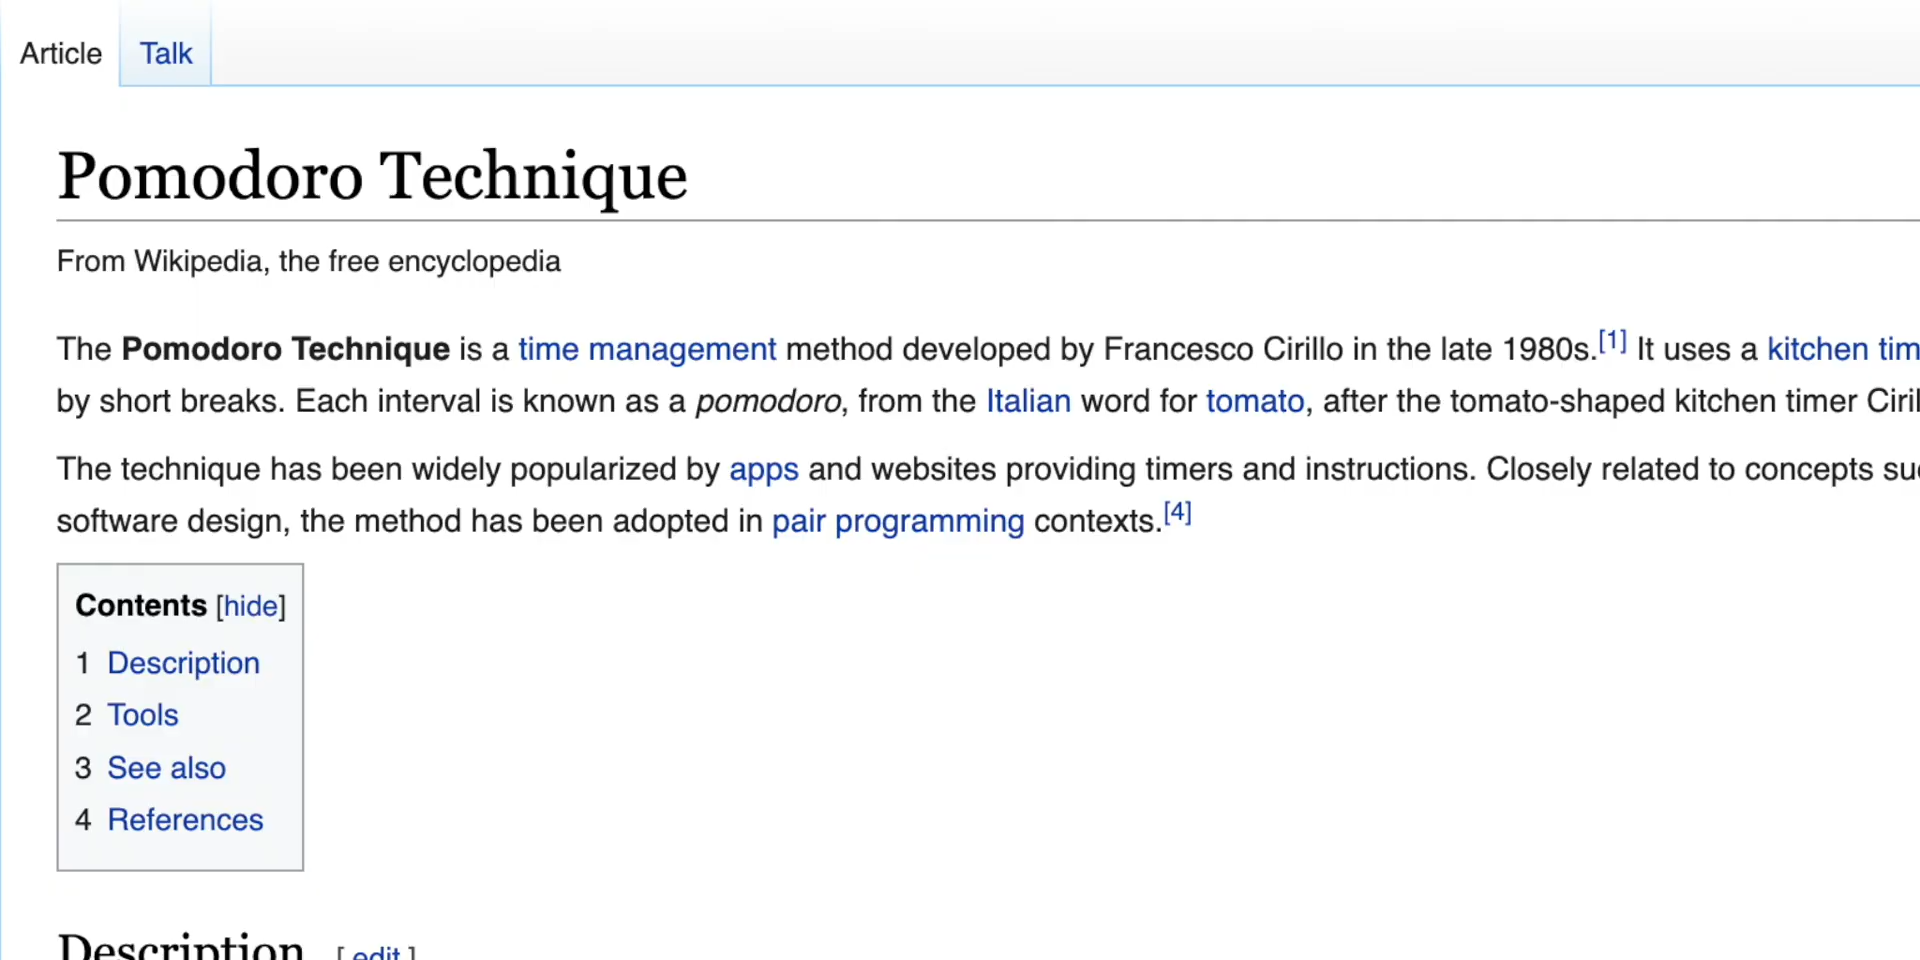 Article Talk
Pomodoro Technique
From Wikipedia, the free encyclopedia
The Pomodoro Technique is a time management method developed by Francesco Cirillo in the late 1980s.[1] It uses a kitchen
by short breaks. Each interval is known as a pomodoro, from the Italian word for tomato, after the tomato-shaped kitchen timer
The technique has been widely popularized by apps and websites providing timers and instructions. Closely related to concepts
software design, the method has been adopted in pair programming contexts.[4]
Contents [hide]
1 Description
2 Tools
3 See also
4 References
Description [ edit ]